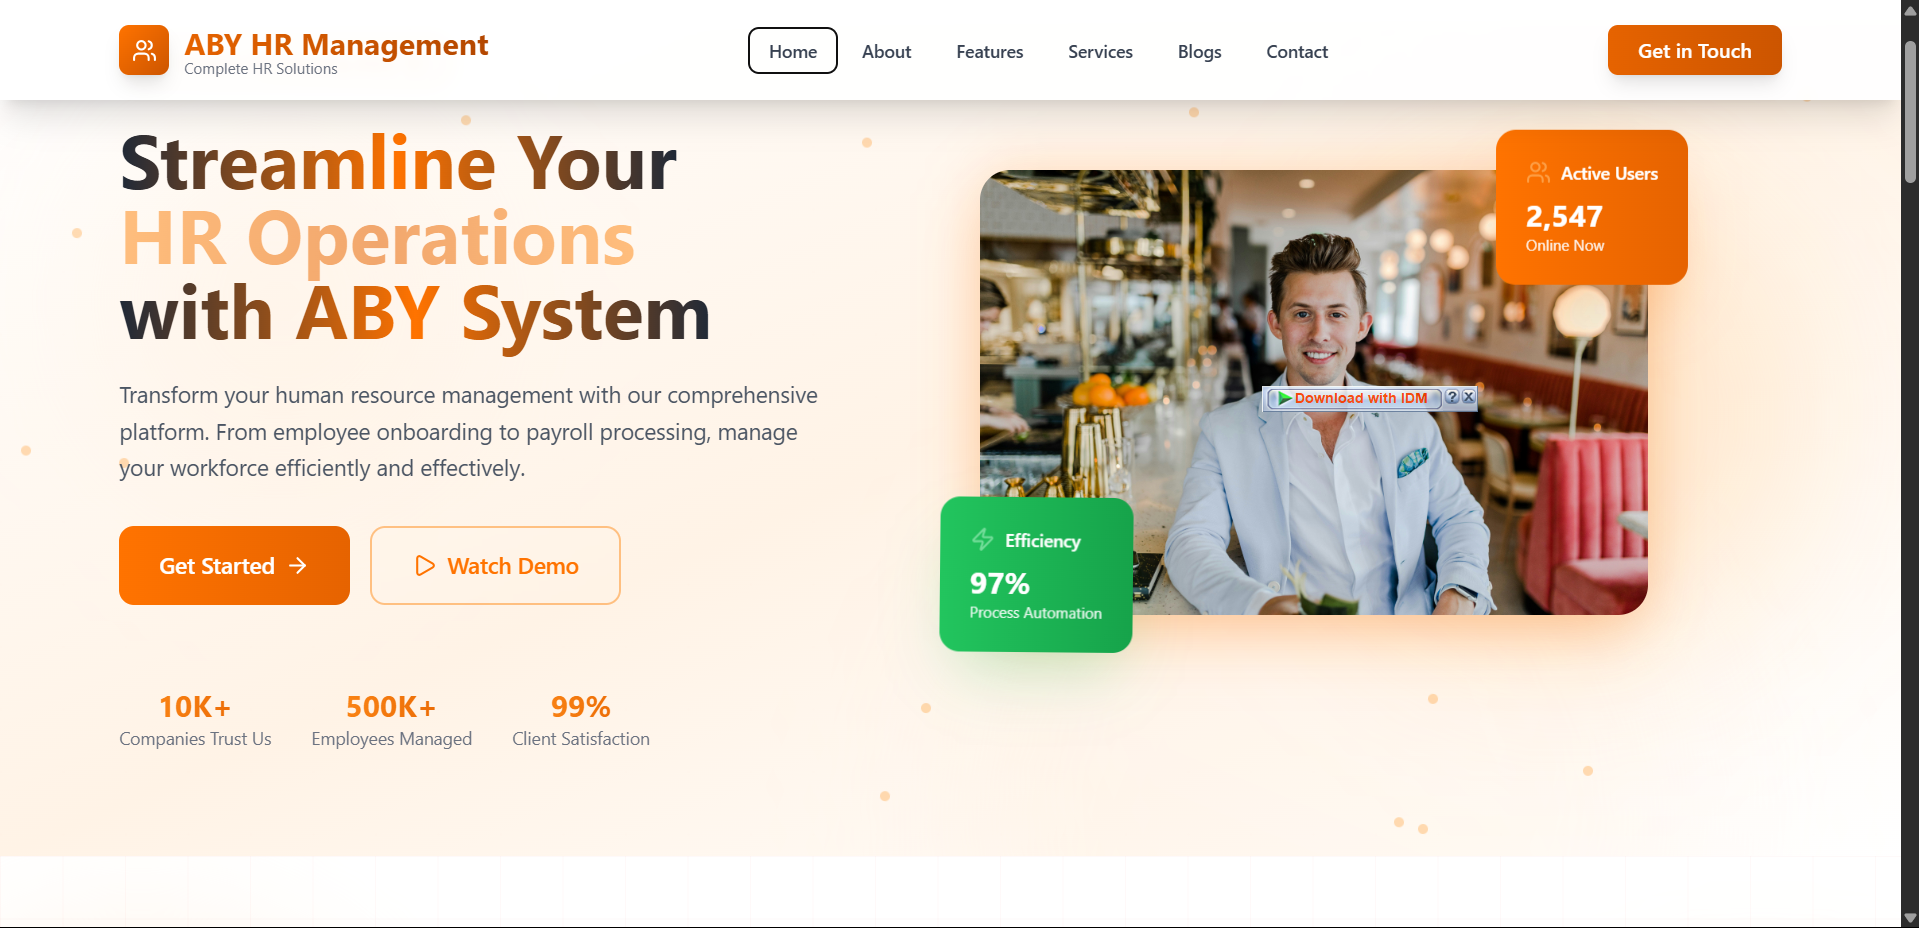 ABY HR Management
Complete HR Solutions
Home
About
Features
Services
Blogs
Contact
Get in Touch
Streamline Your
HR Operations
with ABY System
Transform your human resource management with our comprehensive
platform. From employee onboarding to payroll processing, manage
your workforce efficiently and effectively.
Get Started
Watch Demo
10K+
Companies Trust Us
500K+
Employees Managed
99%
Client Satisfaction
Active Users
2,547
Online Now
Download with IDM ? X
Efficiency
97%
Process Automation